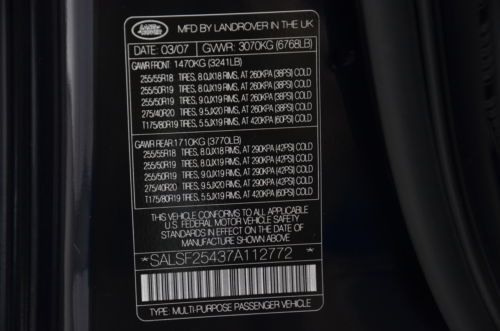 LAND
ROVER
MFD BY LANDROVER IN THE UK
DATE: 03/07 GVWR: 3070KG (6768LB)
GAWR FRONT: 1470KG (3241LB)
255/55R18 TIRES, 8.0JX18 RIMS, AT 260KPA (38PSI) COLD
255/50R19 TIRES, 8.0JX19 RIMS, AT 260KPA (38PSI) COLD
255/50R19 TIRES, 9.0JX19 RIMS, AT 260KPA (38PSI) COLD
275/40R20 TIRES, 9.5JX20 RIMS, AT 260KPA (38PSI) COLD
T175/80R19 TIRES, 5.5JX19 RIMS, AT 420KPA (60PSI) COLD
GAWR REAR: 1710KG (3770LB)
255/55R18 TIRES, 8.0JX18 RIMS, AT 290KPA (42PSI) COLD
255/50R19 TIRES, 8.0JX19 RIMS, AT 290KPA (42PSI) COLD
255/50R19 TIRES, 9.0JX19 RIMS, AT 290KPA (42PSI) COLD
275/40R20 TIRES, 9.5JX20 RIMS, AT 290KPA (42PSI) COLD
T175/80R19 TIRES, 5.5JX19 RIMS, AT 420KPA (60PSI) COLD
THIS VEHICLE CONFORMS TO ALL APPLICABLE
U.S. FEDERAL MOTOR VEHICLE SAFETY
STANDARDS IN EFFECT ON THE DATE OF
MANUFACTURE SHOWN ABOVE
*SALSF25437A112772*
TYPE: MULTI-PURPOSE PASSENGER VEHICLE